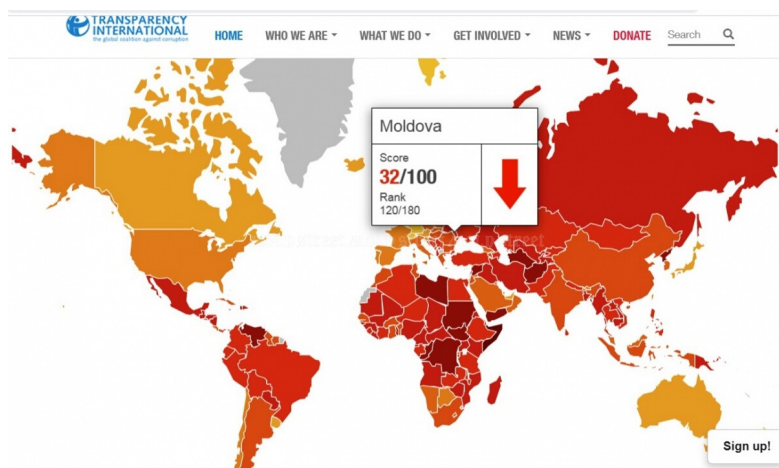 TRANSPARENCY
INTERNATIONAL
the global coalition against corruption
HOME WHO WE ARE WHAT WE DO GET INVOLVED NEWS DONATE Search
Moldova
Score
32/100
Rank
120/180
Sign up!